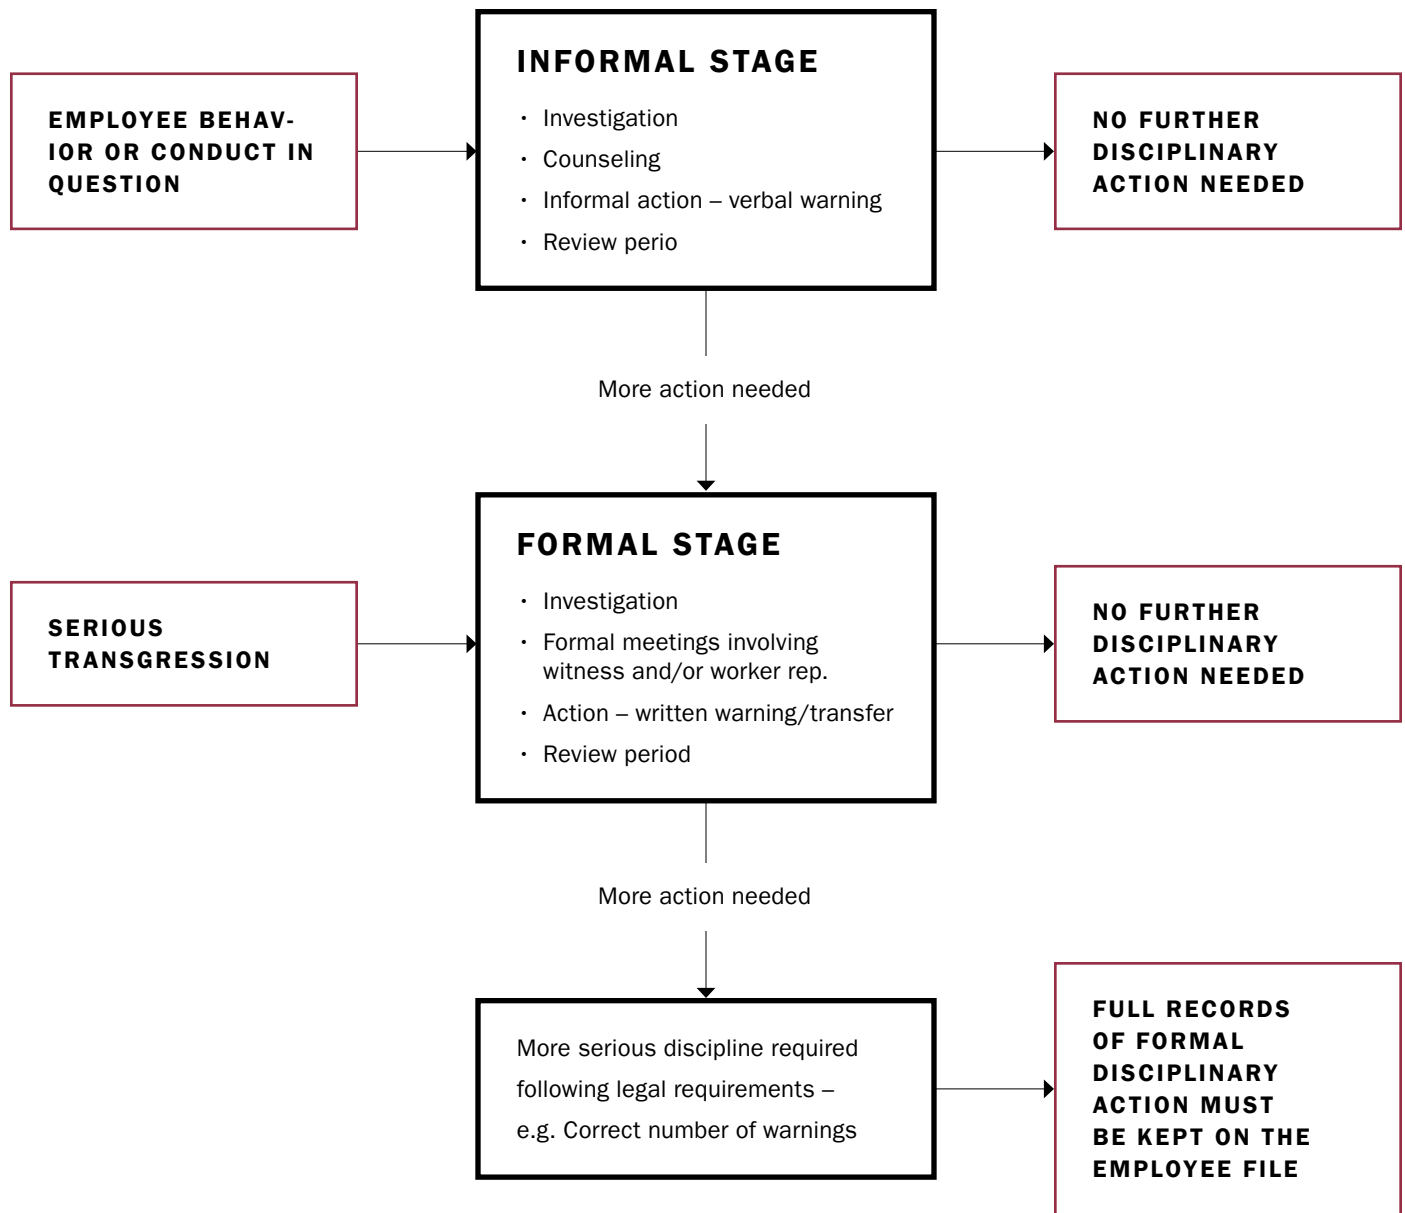 INFORMAL STAGE
• Investigation
• Counseling
• Informal action – verbal warning
• Review perio
EMPLOYEE BEHAV-
IOR OR CONDUCT IN
QUESTION
NO FURTHER
DISCIPLINARY
ACTION NEEDED
More action needed
FORMAL STAGE
• Investigation
• Formal meetings involving
witness and/or worker rep.
• Action – written warning/transfer
• Review period
SERIOUS
TRANSGRESSION
NO FURTHER
DISCIPLINARY
ACTION NEEDED
More action needed
More serious discipline required
following legal requirements –
e.g. Correct number of warnings
FULL RECORDS
OF FORMAL
DISCIPLINARY
ACTION MUST
BE KEPT ON THE
EMPLOYEE FILE